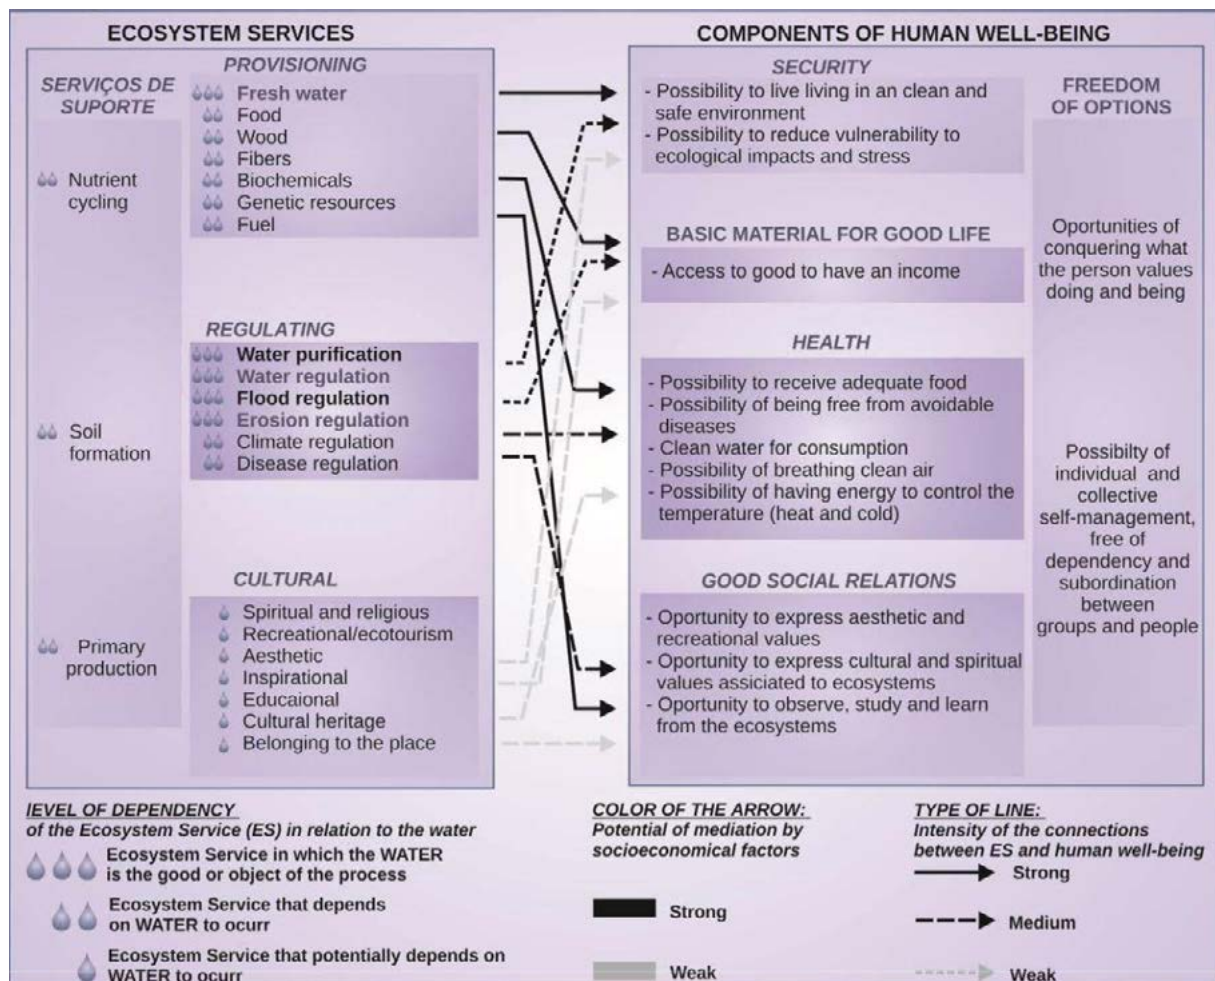 ECOSYSTEM SERVICES
SERVIÇOS DE
SUPORTE
Nutrient
cycling
Soil
formation
Primary
production
PROVISIONING
Fresh water
Food
Wood
Fibers
Biochemicals
Genetic resources
Fuel
REGULATING
Water purification
Water regulation
Flood regulation
Erosion regulation
Climate regulation
Disease regulation
CULTURAL
Spiritual and religious
Recreational/ecotourism
Aesthetic
Inspirational
Educaional
Cultural heritage
Belonging to the place
COMPONENTS OF HUMAN WELL-BEING
SECURITY
- Possibility to live living in an clean and
safe environment
- Possibility to reduce vulnerability to
ecological impacts and stress
BASIC MATERIAL FOR GOOD LIFE
- Access to good to have an income
HEALTH
- Possibility to receive adequate food
- Possibility of being free from avoidable
diseases
- Clean water for consumption
- Possibility of breathing clean air
- Possibility of having energy to control the
temperature (heat and cold)
GOOD SOCIAL RELATIONS
- Oportunity to express aesthetic and
recreational values
- Oportunity to express cultural and spiritual
values assiciated to ecosystems
- Oportunity to observe, study and learn
from the ecosystems
FREEDOM
OF OPTIONS
Oportunities of
conquering what
the person values
doing and being
Possibilty of
individual and
collective
self-management,
free of
dependency and
subordination
between
groups and people
lEVEL OF DEPENDENCY
of the Ecosystem Service (ES) in relation to the water
Ecosystem Service in which the WATER
is the good or object of the process
Ecosystem Service that depends
on WATER to ocurr
Ecosystem Service that potentially depends on
WATER to ocurr
COLOR OF THE ARROW:
Potential of mediation by
socioeconomical factors
Strong
Weak
TYPE OF LINE:
Intensity of the connections
between ES and human well-being
Strong
Medium
Weak